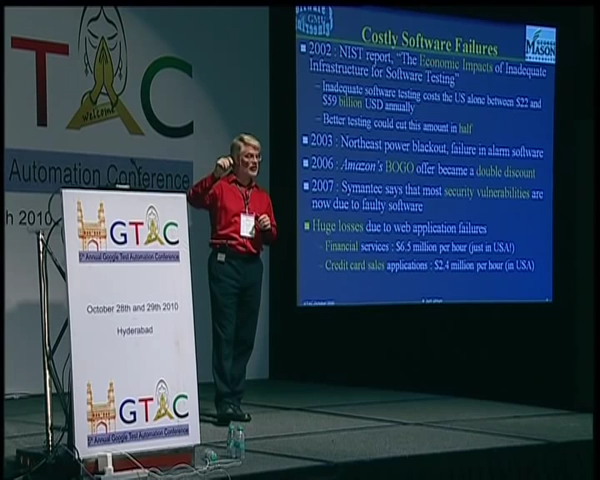 GTAC
Welcome
Automation Conference
th 2010
GTAC
5th Annual Google Test Automation Conference
October 28th and 29th 2010
Hyderabad
GTAC
5th Annual Google Test Automation Conference
Software
GMU
MASON
Costly Software Failures
2002 : NIST report, "The Economic Impacts of Inadequate
Infrastructure for Software Testing"
– Inadequate software testing costs the US alone between $22 and
$59 billion USD annually
– Better testing could cut this amount in half
2003 : Northeast power blackout, failure in alarm software
2006 : Amazon's BOGO offer became a double discount
2007 : Symantec says that most security vulnerabilities are
now due to faulty software
Huge losses due to web application failures
– Financial services : $6.5 million per hour (just in USA!)
– Credit card sales applications : $2.4 million per hour (in USA)